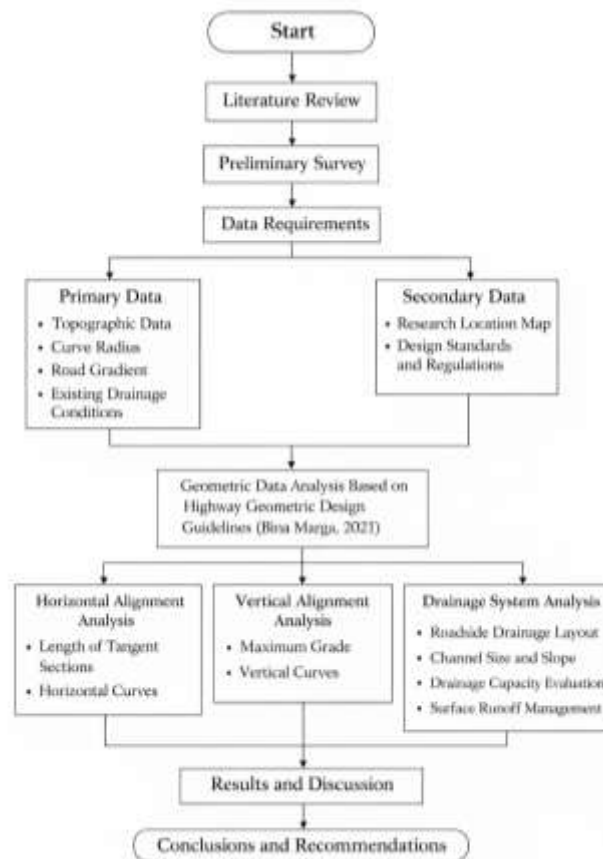 Start
Literature Review
Preliminary Survey
Data Requirements
Primary Data
• Topographic Data
• Curve Radius
• Road Gradient
• Existing Drainage
Conditions
Secondary Data
• Research Location Map
• Design Standards
and Regulations
Geometric Data Analysis Based on
Highway Geometric Design
Guidelines (Bina Marga, 2021)
Horizontal Alignment
Analysis
• Length of Tangent
Sections
• Horizontal Curves
Vertical Alignment
Analysis
• Maximum Grade
• Vertical Curves
Drainage System Analysis
• Roadside Drainage Layout
• Channel Size and Slope
• Drainage Capacity Evaluation
• Surface Runoff Management
Results and Discussion
Conclusions and Recommendations